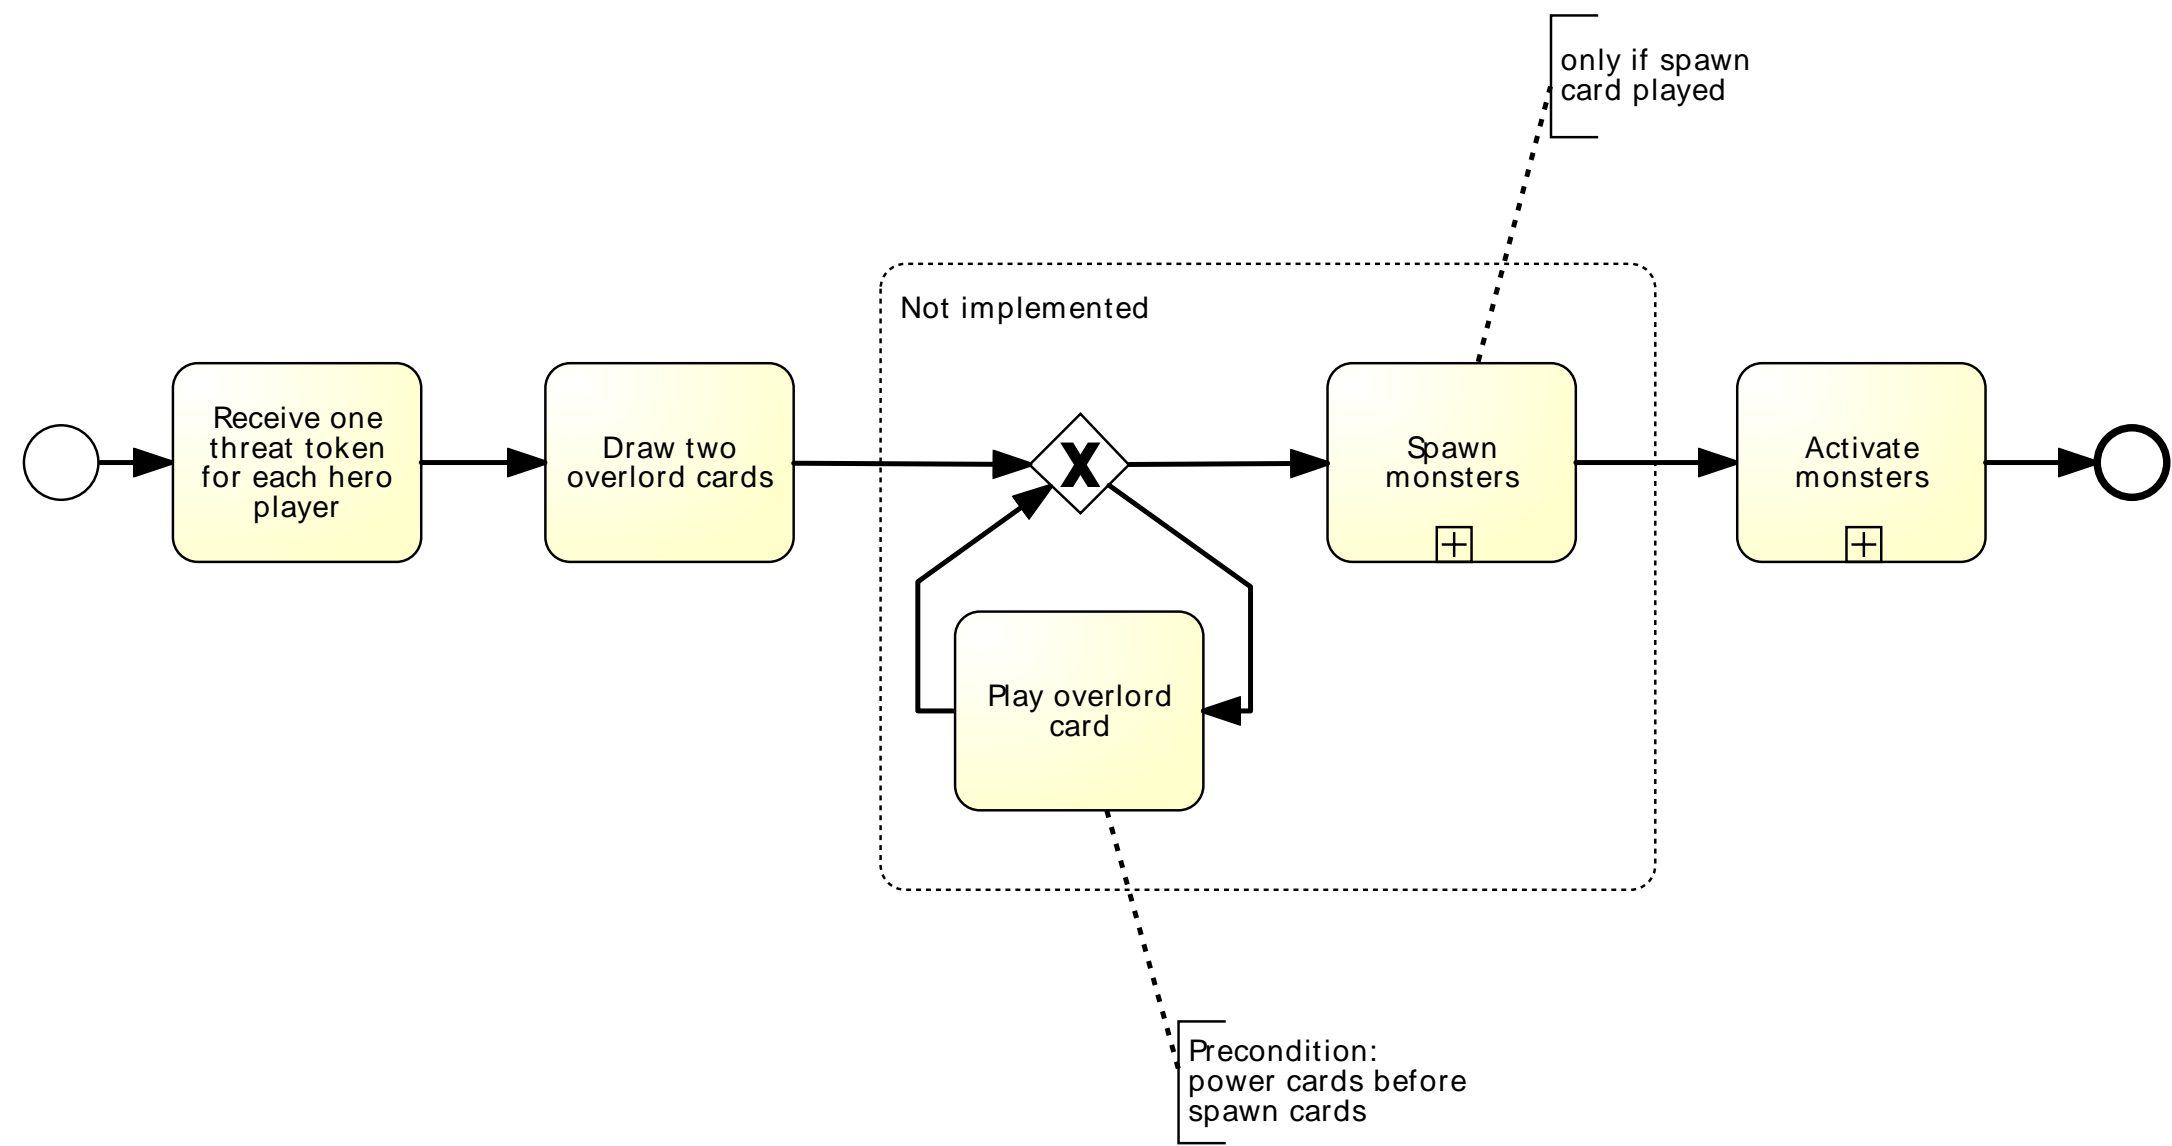 only if spawn
card played
Not implemented
Receive one
threat token
for each hero
player
Draw two
overlord cards
X
Spawn
monsters
Activate
monsters
Play overlord
card
Precondition:
power cards before
spawn cards